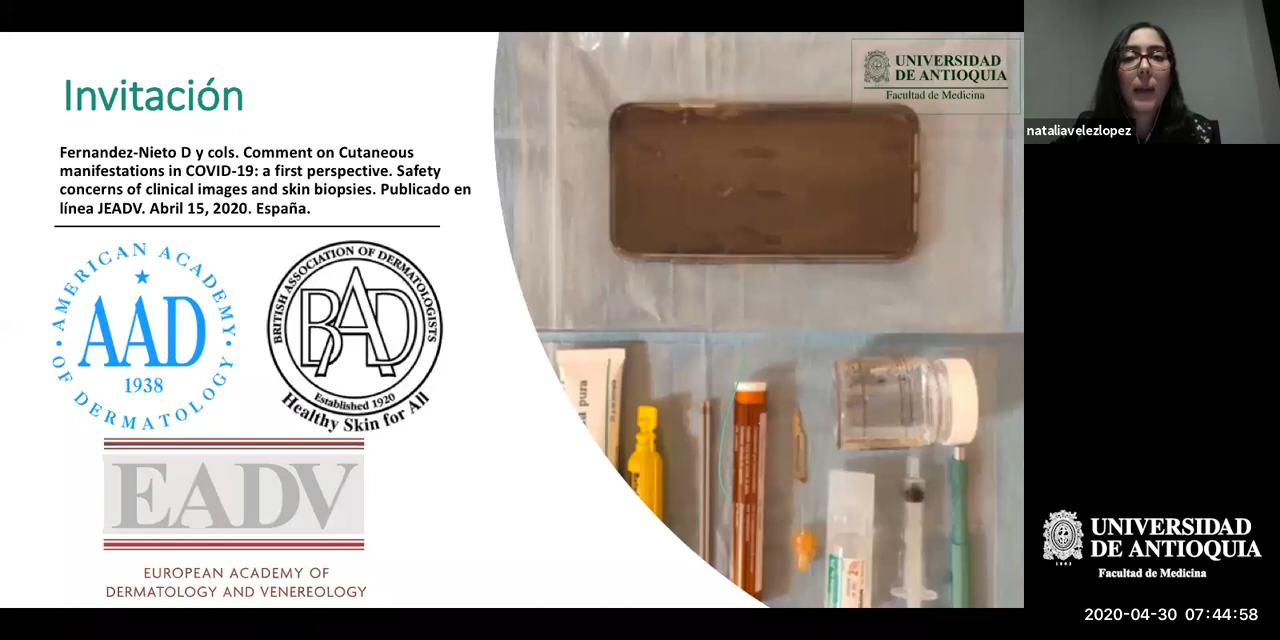 Invitación
Fernandez-Nieto D y cols. Comment on Cutaneous
manifestations in COVID-19: a first perspective. Safety
concerns of clinical images and skin biopsies. Publicado en
línea JEADV. Abril 15, 2020. España.
AMERICAN ACADEMY
AAD
1938
OF DERMATOLOGY
BRITISH ASSOCIATION OF DERMATOLOGISTS
BAD
Established 1920
Healthy Skin for All
EADV
EUROPEAN ACADEMY OF
DERMATOLOGY AND VENEREOLOGY
UNIVERSIDAD
DE ANTIOQUIA
Facultad de Medicina
pura
nataliavelezlopez
UNIVERSIDAD
DE ANTIOQUIA
1803
Facultad de Medicina
2020-04-30 07:44:58